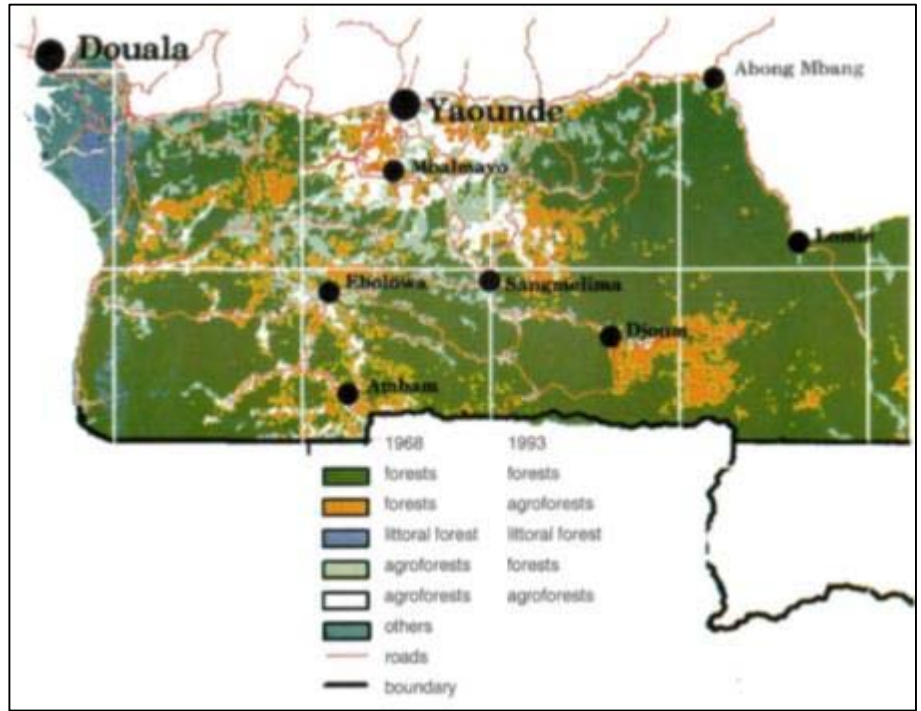 Douala
Yaounde
Abong Mbang
Mbalmayo
Lomie
Ebolowa
Sangmelima
Djoum
Ambam
1968 1993
forests forests
forests agroforests
littoral forest littoral forest
agroforests forests
agroforests agroforests
others
roads
boundary